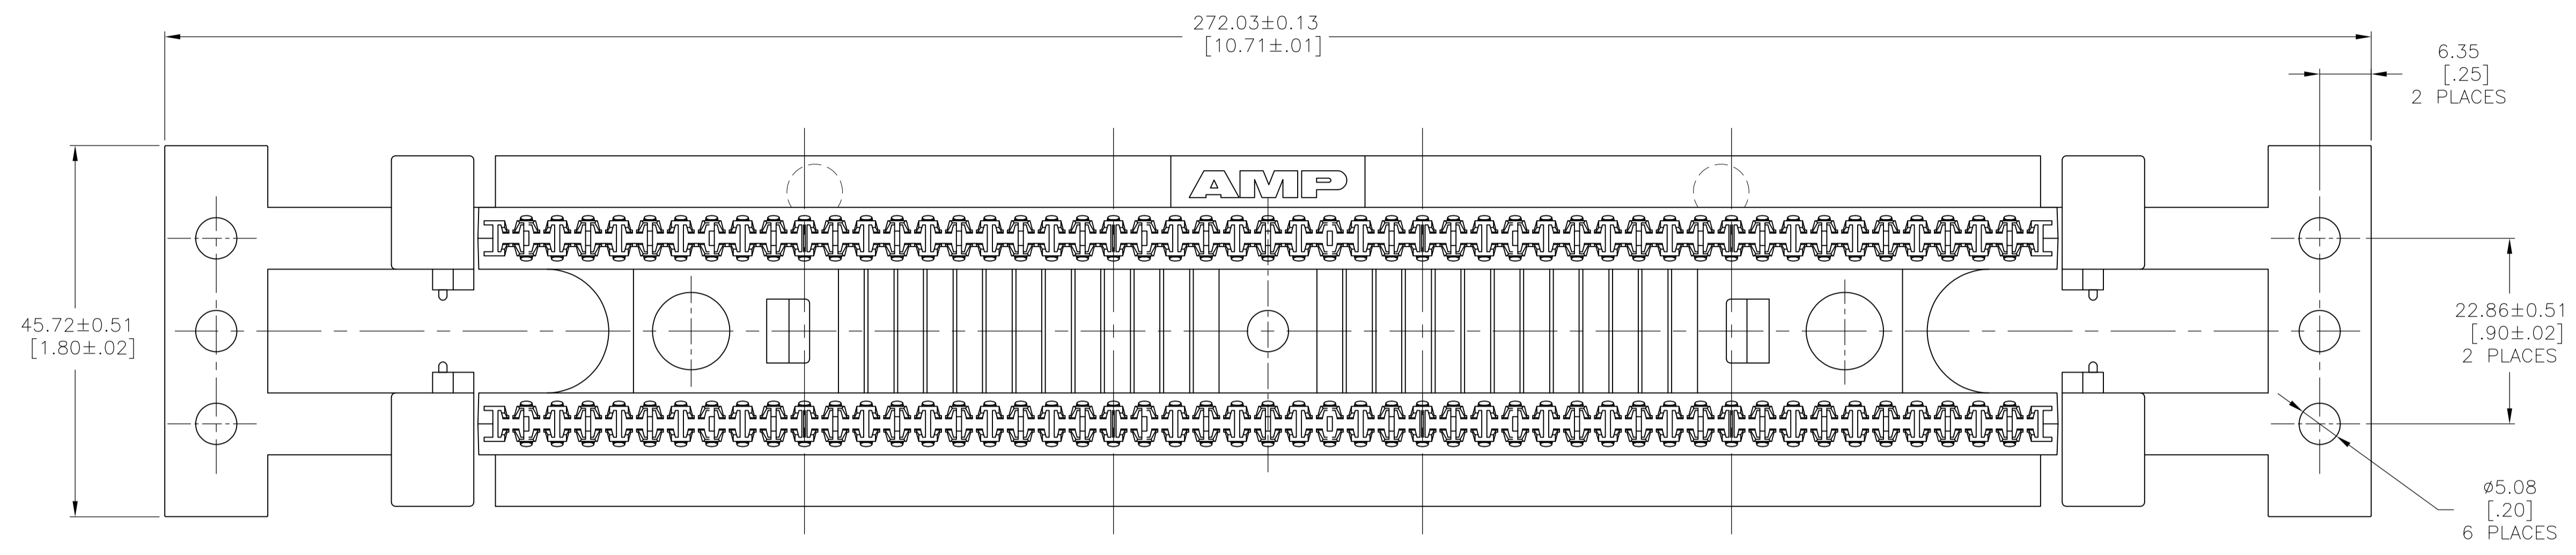 272.03±0.13
[10.71±.01]
6.35
[.25]
2 PLACES
AMP
45.72±0.51
[1.80±.02]
22.86±0.51
[.90±.02]
2 PLACES
ø5.08
[.20]
6 PLACES